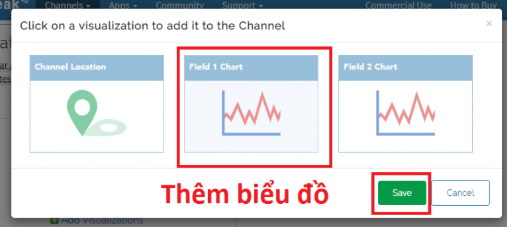 Channels Apps Community Support Commercial Use How to Buy
Click on a visualization to add it to the Channel ×
Channel Location
Field 1 Chart
Field 2 Chart
Thêm biểu đồ
Save
Cancel
Add Visualizations